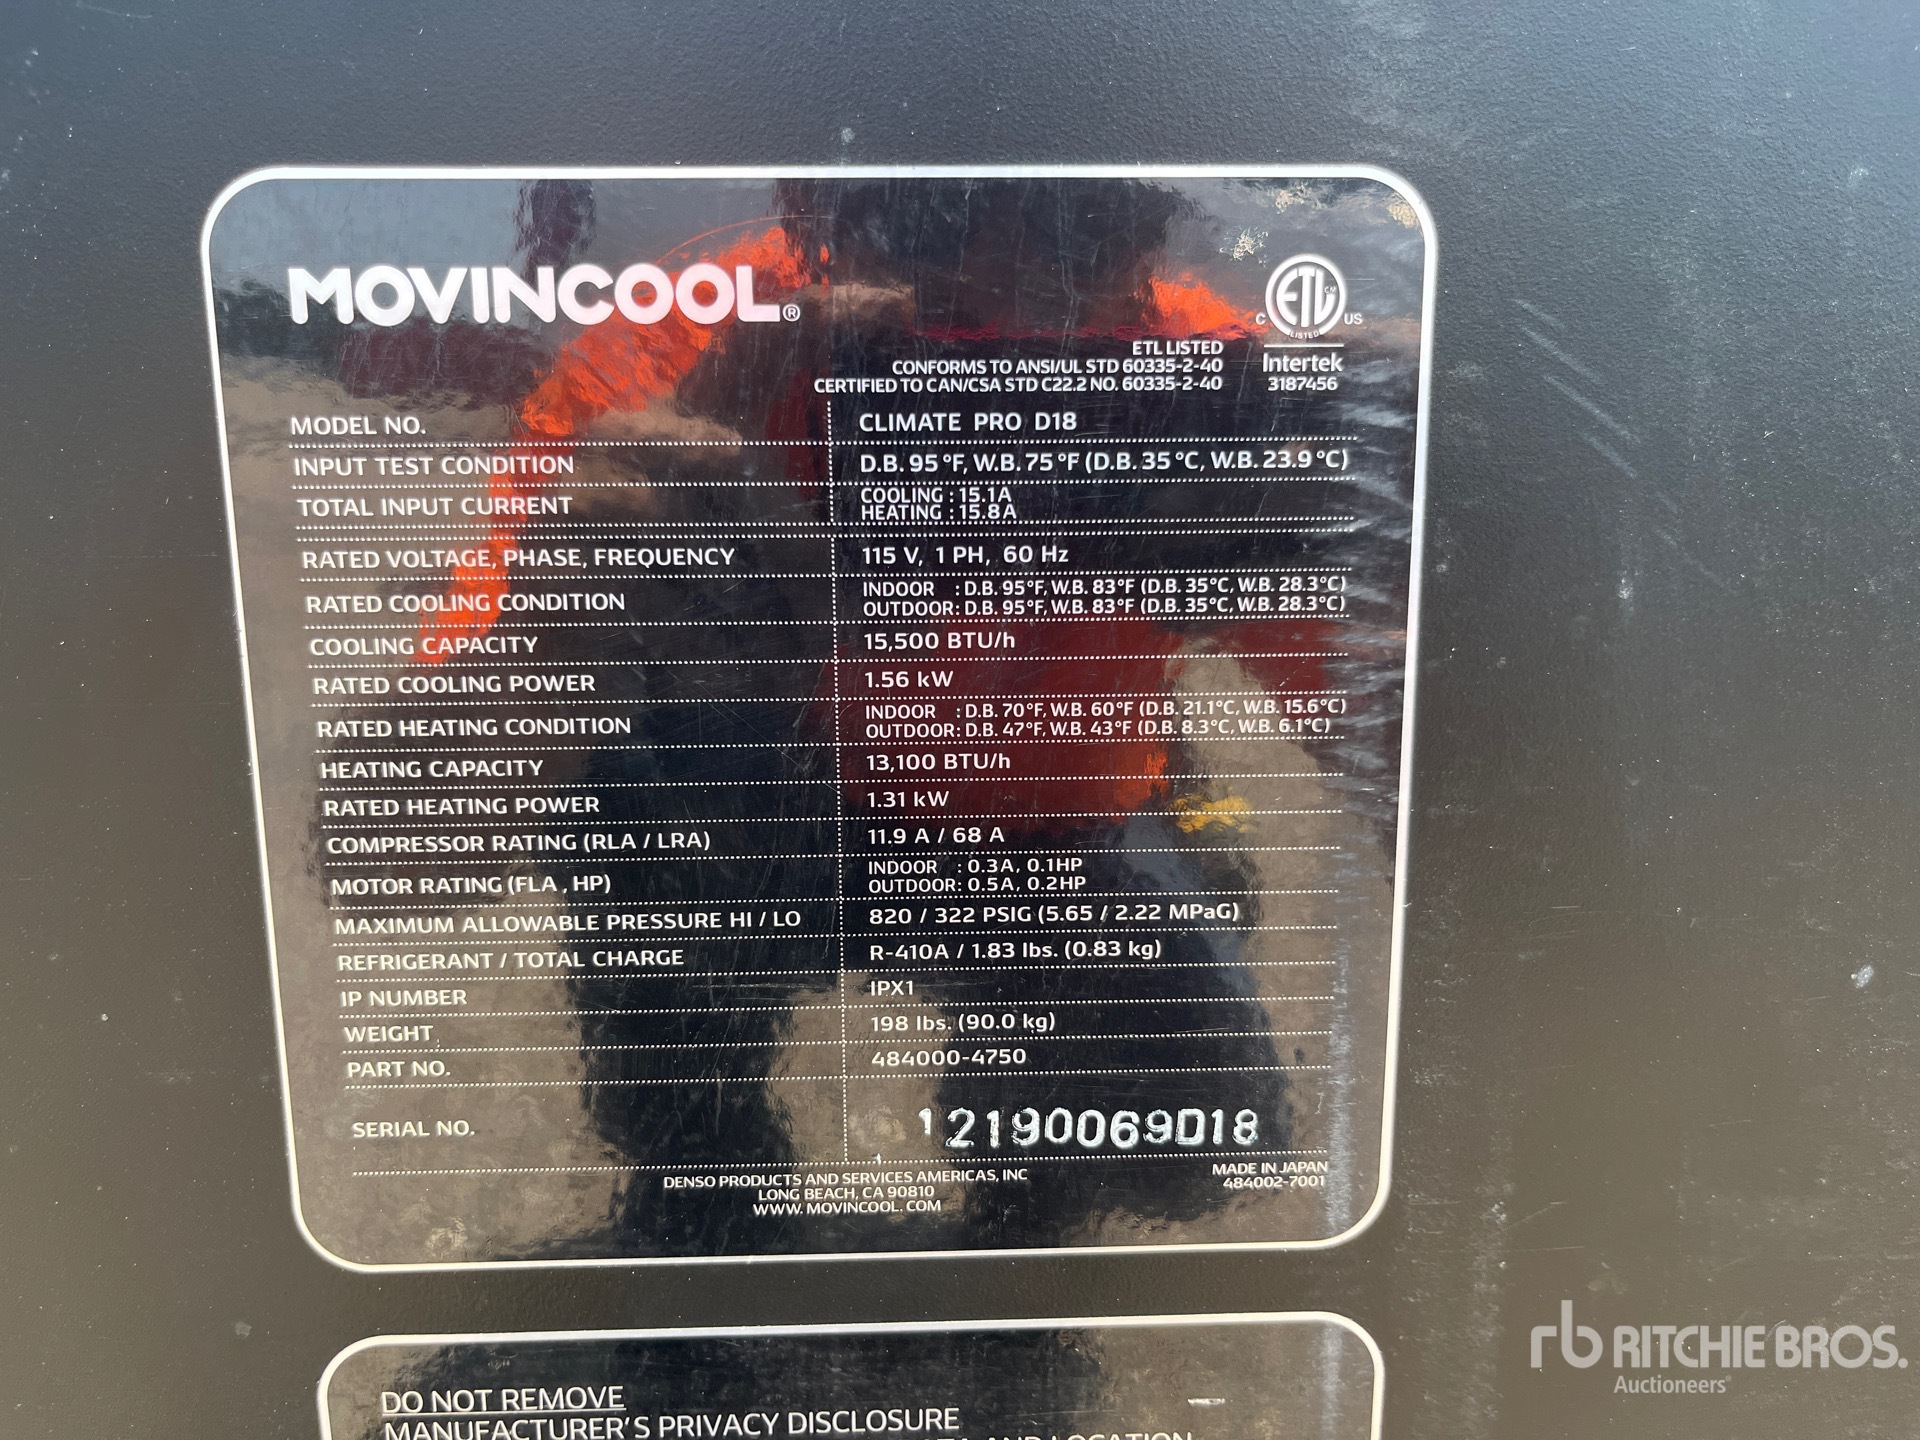 MOVINCOOL®
ETL LISTED
CONFORMS TO ANSI/UL STD 60335-2-40
CERTIFIED TO CAN/CSA STD C22.2 NO. 60335-2-40
C ETL CM US
LISTED
Intertek
3187456
MODEL NO. CLIMATE PRO D18
INPUT TEST CONDITION D.B. 95°F, W.B. 75°F (D.B. 35°C, W.B. 23.9°C)
TOTAL INPUT CURRENT COOLING : 15.1A
HEATING : 15.8A
RATED VOLTAGE, PHASE, FREQUENCY 115 V, 1 PH, 60 Hz
RATED COOLING CONDITION INDOOR : D.B. 95°F, W.B. 83°F (D.B. 35°C, W.B. 28.3°C)
OUTDOOR: D.B. 95°F, W.B. 83°F (D.B. 35°C, W.B. 28.3°C)
COOLING CAPACITY 15,500 BTU/h
RATED COOLING POWER 1.56 kW
RATED HEATING CONDITION INDOOR : D.B. 70°F, W.B. 60°F (D.B. 21.1°C, W.B. 15.6°C)
OUTDOOR: D.B. 47°F, W.B. 43°F (D.B. 8.3°C, W.B. 6.1°C)
HEATING CAPACITY 13,100 BTU/h
RATED HEATING POWER 1.31 kW
COMPRESSOR RATING (RLA / LRA) 11.9 A / 68 A
MOTOR RATING (FLA , HP) INDOOR : 0.3A, 0.1HP
OUTDOOR: 0.5A, 0.2HP
MAXIMUM ALLOWABLE PRESSURE HI / LO 820 / 322 PSIG (5.65 / 2.22 MPaG)
REFRIGERANT / TOTAL CHARGE R-410A / 1.83 lbs. (0.83 kg)
IP NUMBER IPX1
WEIGHT 198 lbs. (90.0 kg)
PART NO. 484000-4750
SERIAL NO. 12190069D18
DENSO PRODUCTS AND SERVICES AMERICAS, INC
LONG BEACH, CA 90810
WWW. MOVINCOOL. COM
MADE IN JAPAN
484002-7001
DO NOT REMOVE
MANUFACTURER'S PRIVACY DISCLOSURE
AND LOCATION
rb RITCHIE BROS.
Auctioneers